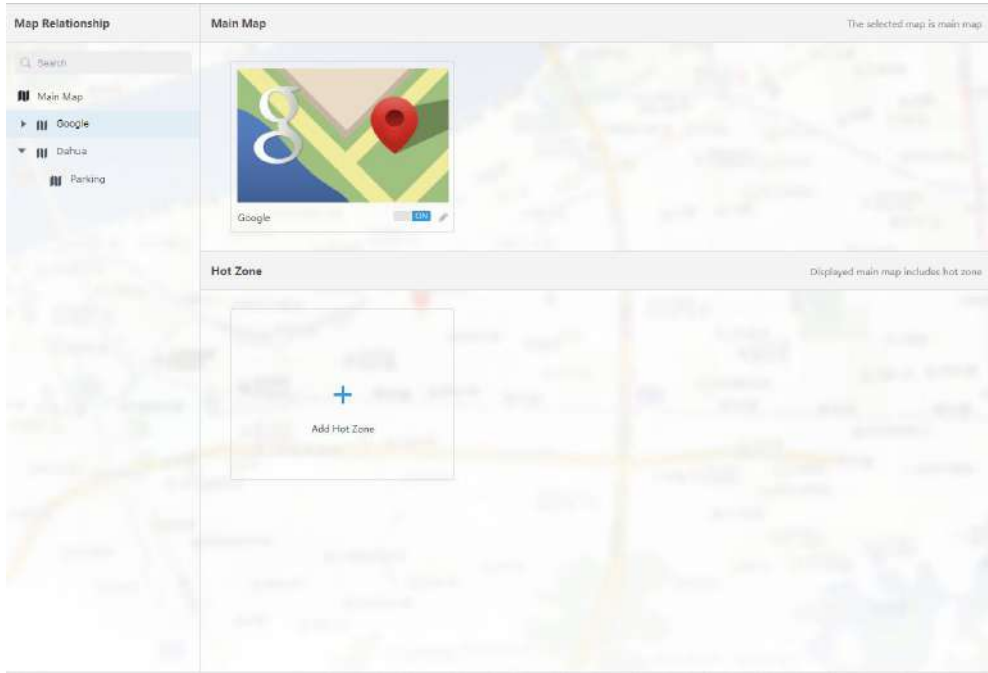 Map Relationship
Search
Main Map
Google
Dahua
Parking
Main Map
The selected map is main map
g
Google
ON
Hot Zone
Displayed main map includes hot zone
Add Hot Zone